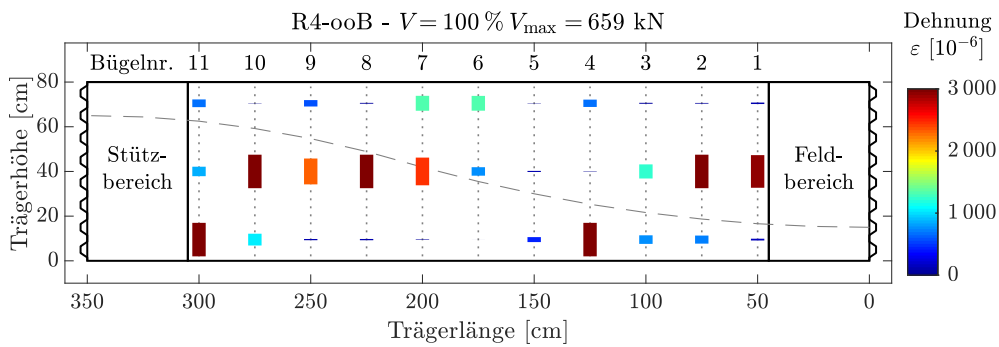 R4-ooB - V = 100 % Vmax = 659 kN
Dehnung
ε [10⁻⁶]
Bügelnr. 11 10 9 8 7 6 5 4 3 2 1
80
60
40
20
0
Trägerhöhe [cm]
Stütz-
bereich
Feld-
bereich
3 000
2 000
1 000
0
350 300 250 200 150 100 50 0
Trägerlänge [cm]